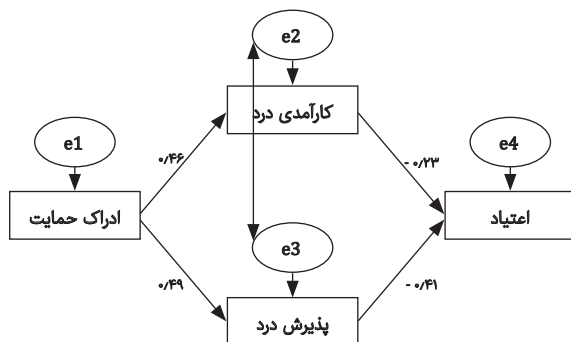 e2
کارآمدی درد
e1
۰/۴۶
- ۰/۲۳
e4
ادراک حمایت
اعتیاد
e3
۰/۴۹
- ۰/۴۱
پذیرش درد